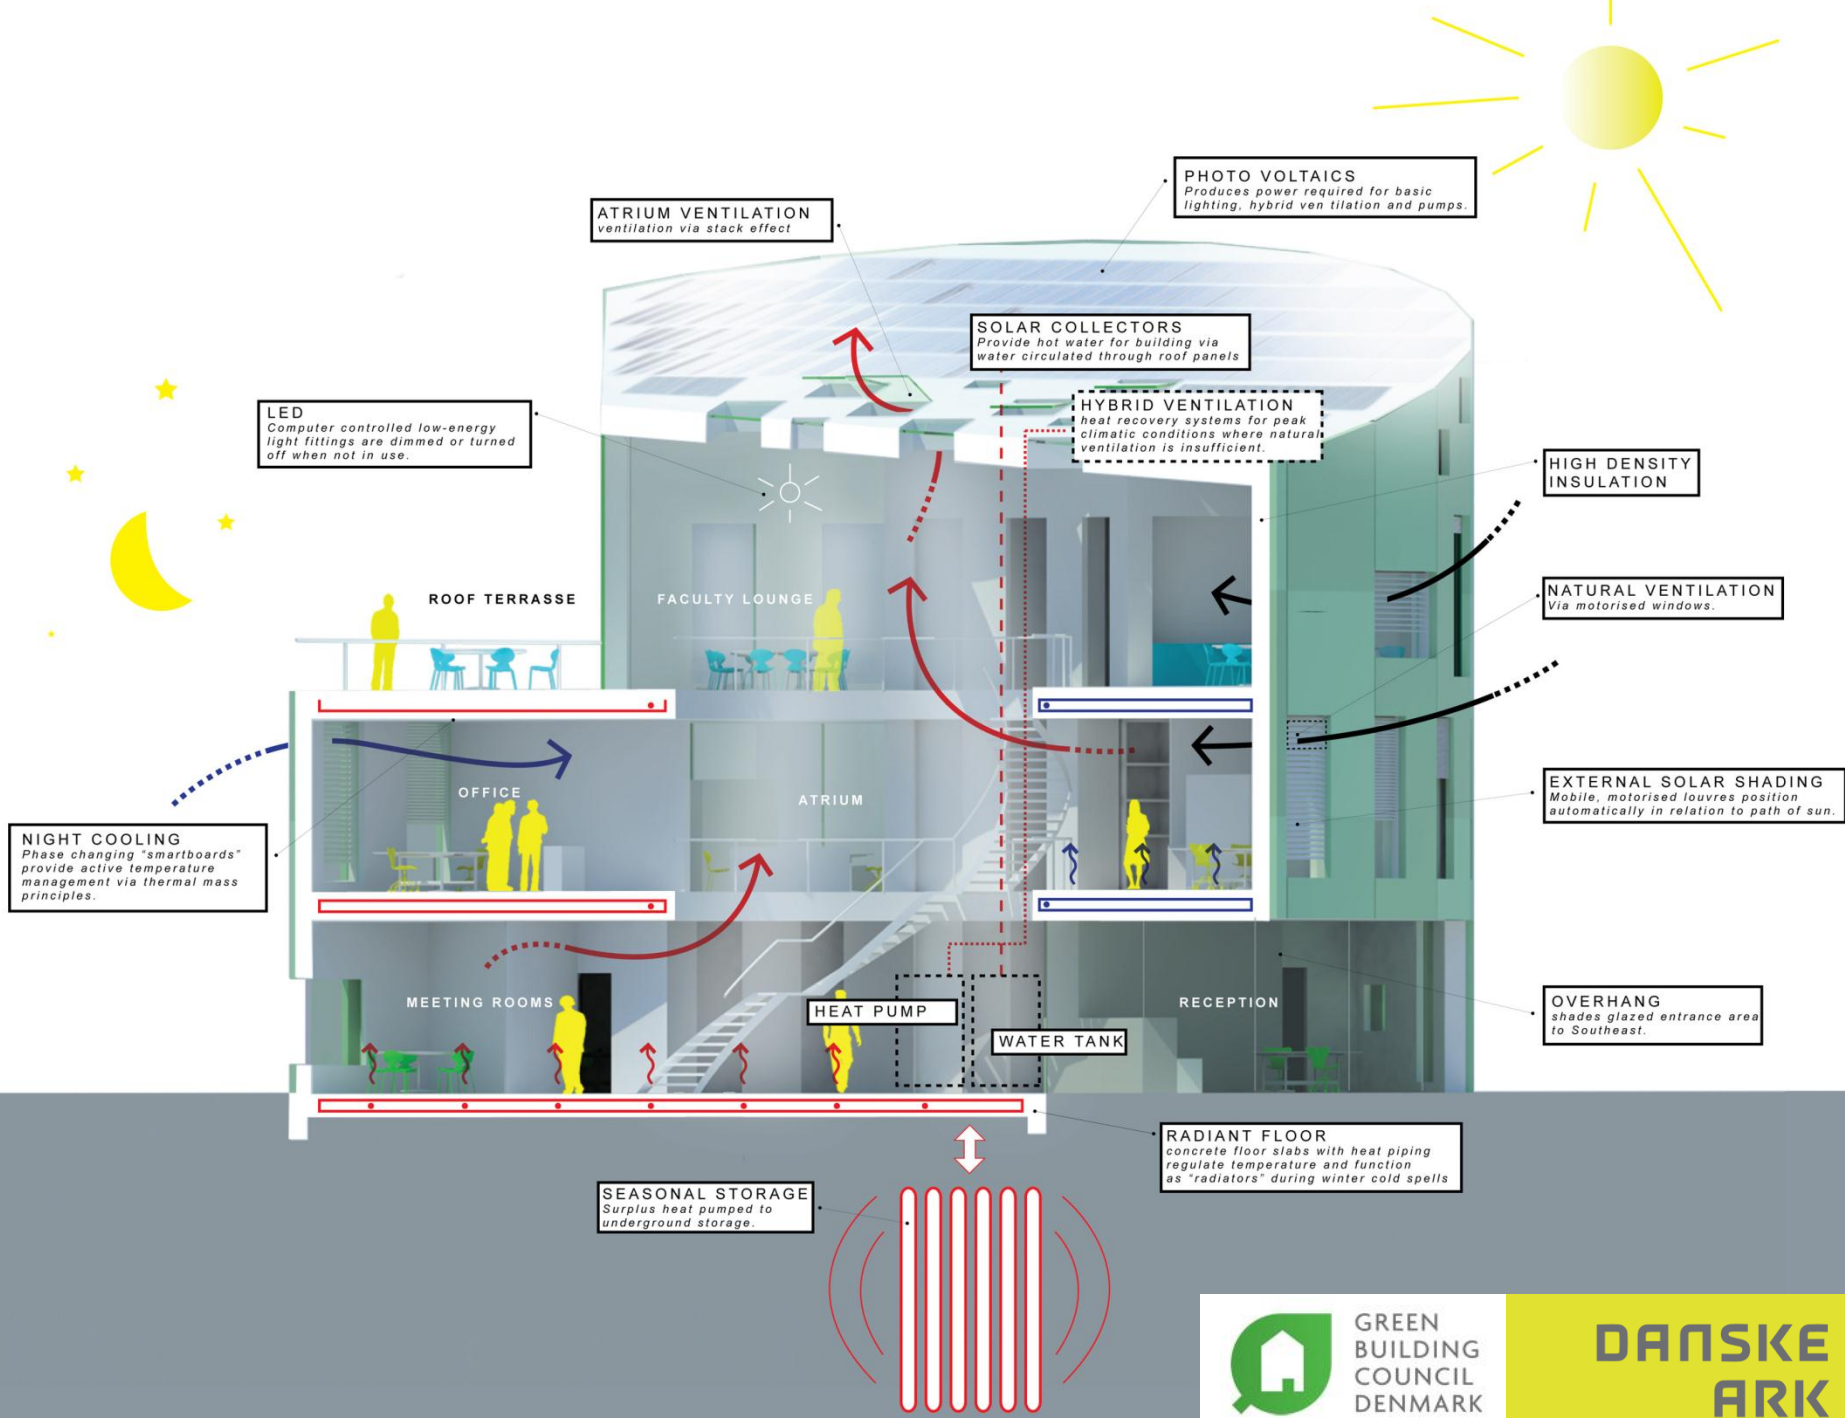 PHOTO VOLTAICS
Produces power required for basic
lighting, hybrid ven tilation and pumps.
ATRIUM VENTILATION
ventilation via stack effect
SOLAR COLLECTORS
Provide hot water for building via
water circulated through roof panels
LED
Computer controlled low-energy
light fittings are dimmed or turned
off when not in use.
HYBRID VENTILATION
heat recovery systems for peak
climatic conditions where natural
ventilation is insufficient.
HIGH DENSITY
INSULATION
NATURAL VENTILATION
Via motorised windows.
ROOF TERRASSE
FACULTY LOUNGE
EXTERNAL SOLAR SHADING
Mobile, motorised louvres position
automatically in relation to path of sun.
OFFICE
ATRIUM
NIGHT COOLING
Phase changing "smartboards"
provide active temperature
management via thermal mass
principles.
MEETING ROOMS
HEAT PUMP
WATER TANK
RECEPTION
OVERHANG
shades glazed entrance area
to Southeast.
RADIANT FLOOR
concrete floor slabs with heat piping
regulate temperature and function
as "radiators" during winter cold spells
SEASONAL STORAGE
Surplus heat pumped to
underground storage.
GREEN
BUILDING
COUNCIL
DENMARK
DANSKE
ARK